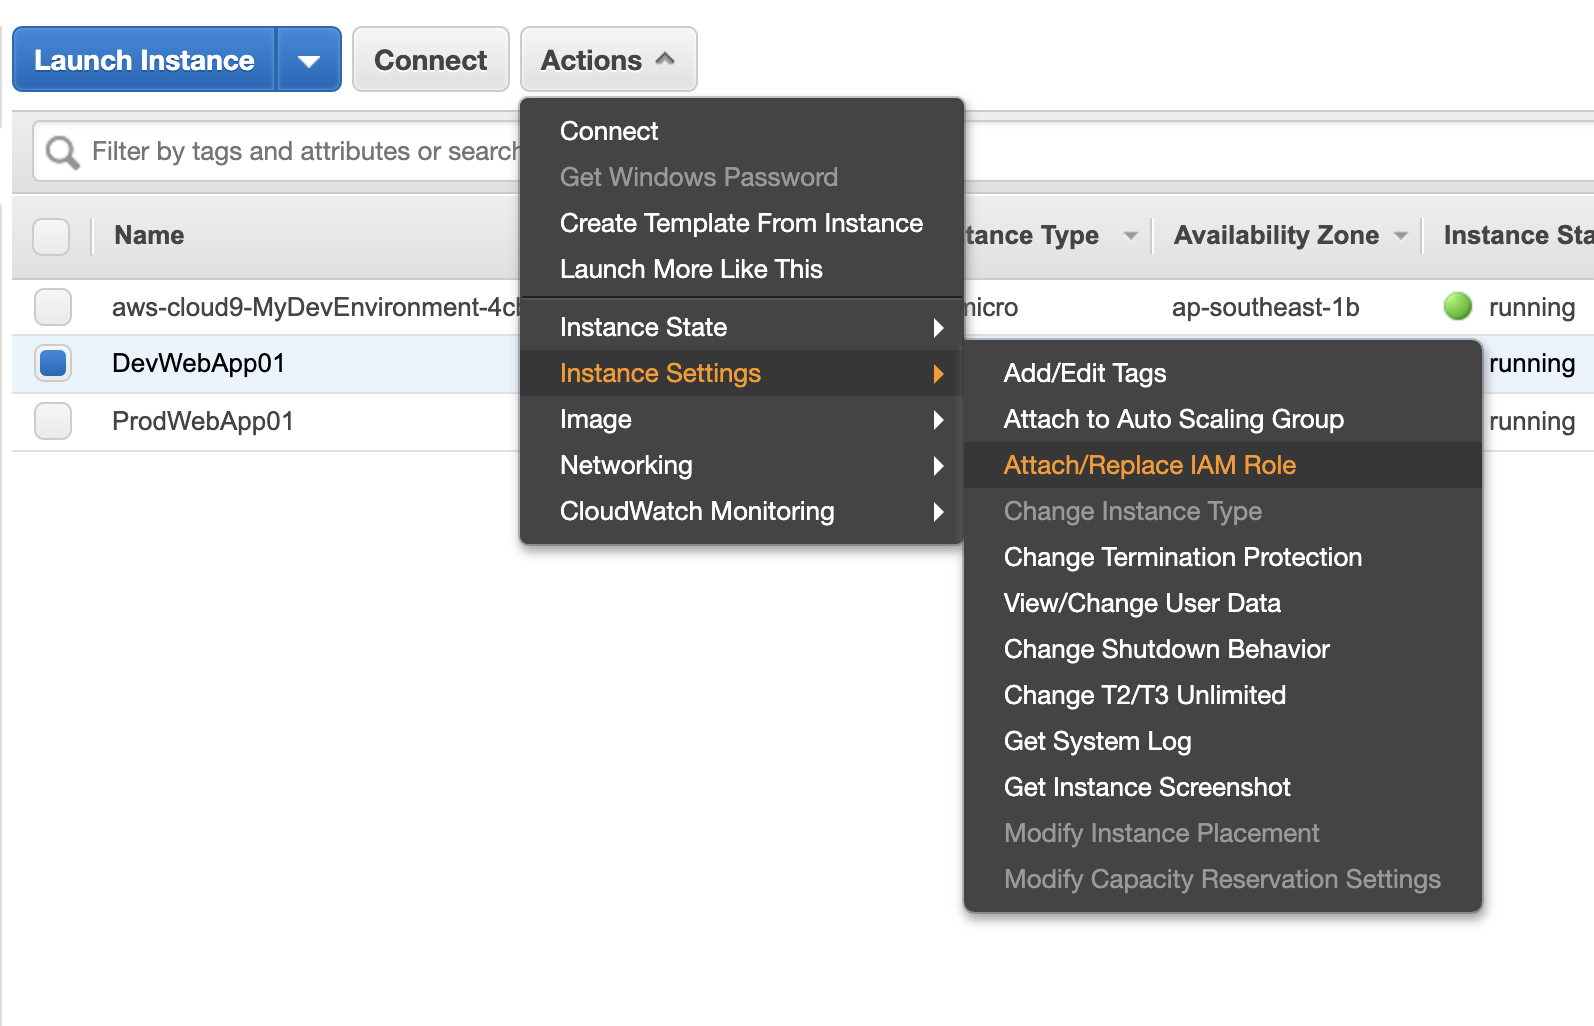 Launch Instance
Connect
Actions
Filter by tags and attributes or search
Name
tance Type
Availability Zone
Instance Sta
aws-cloud9-MyDevEnvironment-4cb
micro
ap-southeast-1b
running
DevWebApp01
running
ProdWebApp01
running
Connect
Get Windows Password
Create Template From Instance
Launch More Like This
Instance State
Instance Settings
Image
Networking
CloudWatch Monitoring
Add/Edit Tags
Attach to Auto Scaling Group
Attach/Replace IAM Role
Change Instance Type
Change Termination Protection
View/Change User Data
Change Shutdown Behavior
Change T2/T3 Unlimited
Get System Log
Get Instance Screenshot
Modify Instance Placement
Modify Capacity Reservation Settings